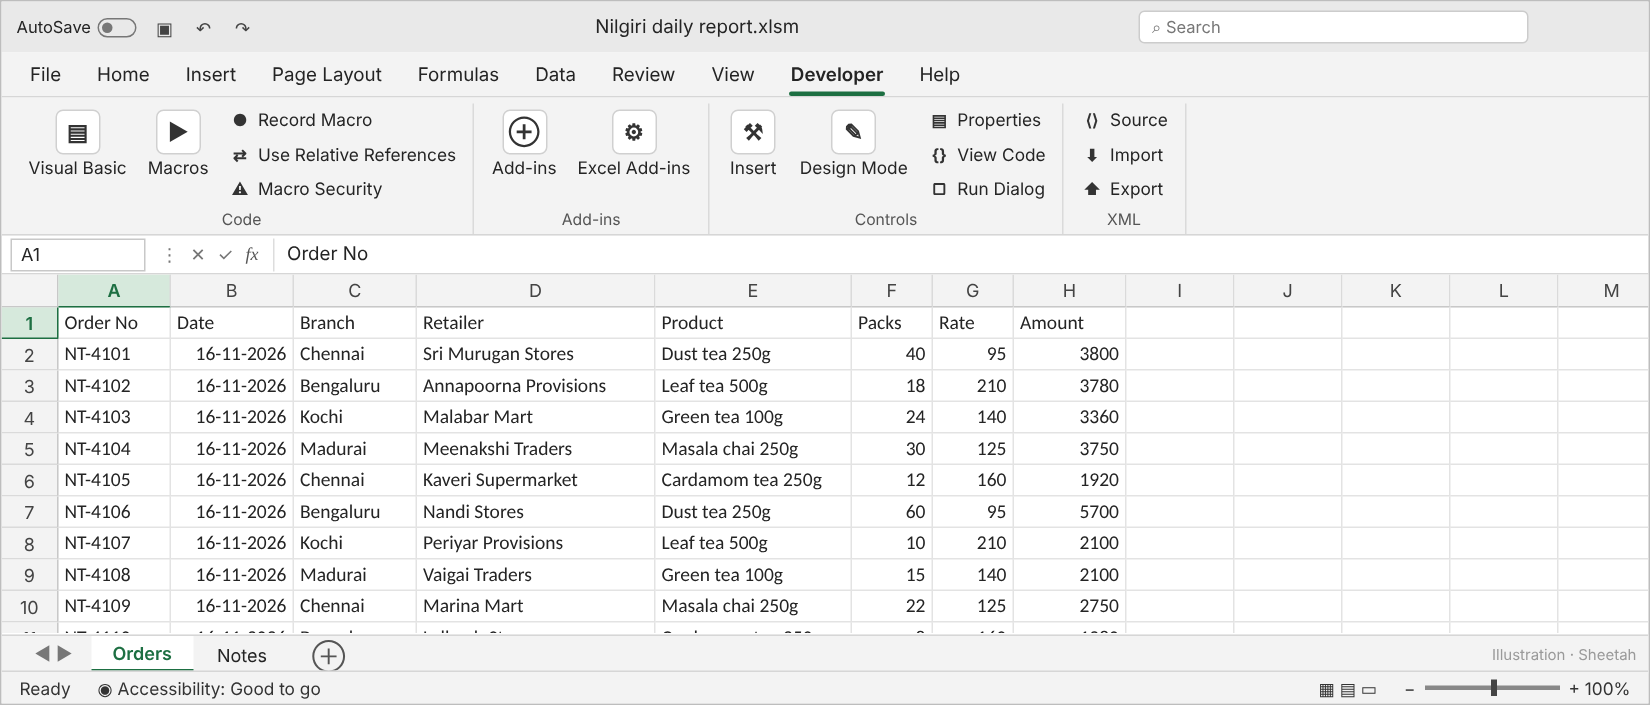 AutoSave Nilgiri daily report.xlsm Search
File Home Insert Page Layout Formulas Data Review View Developer Help
Visual Basic Macros Record Macro Use Relative References Macro Security
Add-ins Excel Add-ins
Insert Design Mode Properties View Code Run Dialog
Source Import Export
Code Add-ins Controls XML
A1 fx Order No
A B C D E F G H I J K L M
1 Order No Date Branch Retailer Product Packs Rate Amount
2 NT-4101 16-11-2026 Chennai Sri Murugan Stores Dust tea 250g 40 95 3800
3 NT-4102 16-11-2026 Bengaluru Annapoorna Provisions Leaf tea 500g 18 210 3780
4 NT-4103 16-11-2026 Kochi Malabar Mart Green tea 100g 24 140 3360
5 NT-4104 16-11-2026 Madurai Meenakshi Traders Masala chai 250g 30 125 3750
6 NT-4105 16-11-2026 Chennai Kaveri Supermarket Cardamom tea 250g 12 160 1920
7 NT-4106 16-11-2026 Bengaluru Nandi Stores Dust tea 250g 60 95 5700
8 NT-4107 16-11-2026 Kochi Periyar Provisions Leaf tea 500g 10 210 2100
9 NT-4108 16-11-2026 Madurai Vaigai Traders Green tea 100g 15 140 2100
10 NT-4109 16-11-2026 Chennai Marina Mart Masala chai 250g 22 125 2750
Orders Notes Illustration · Sheetah
Ready Accessibility: Good to go − + 100%